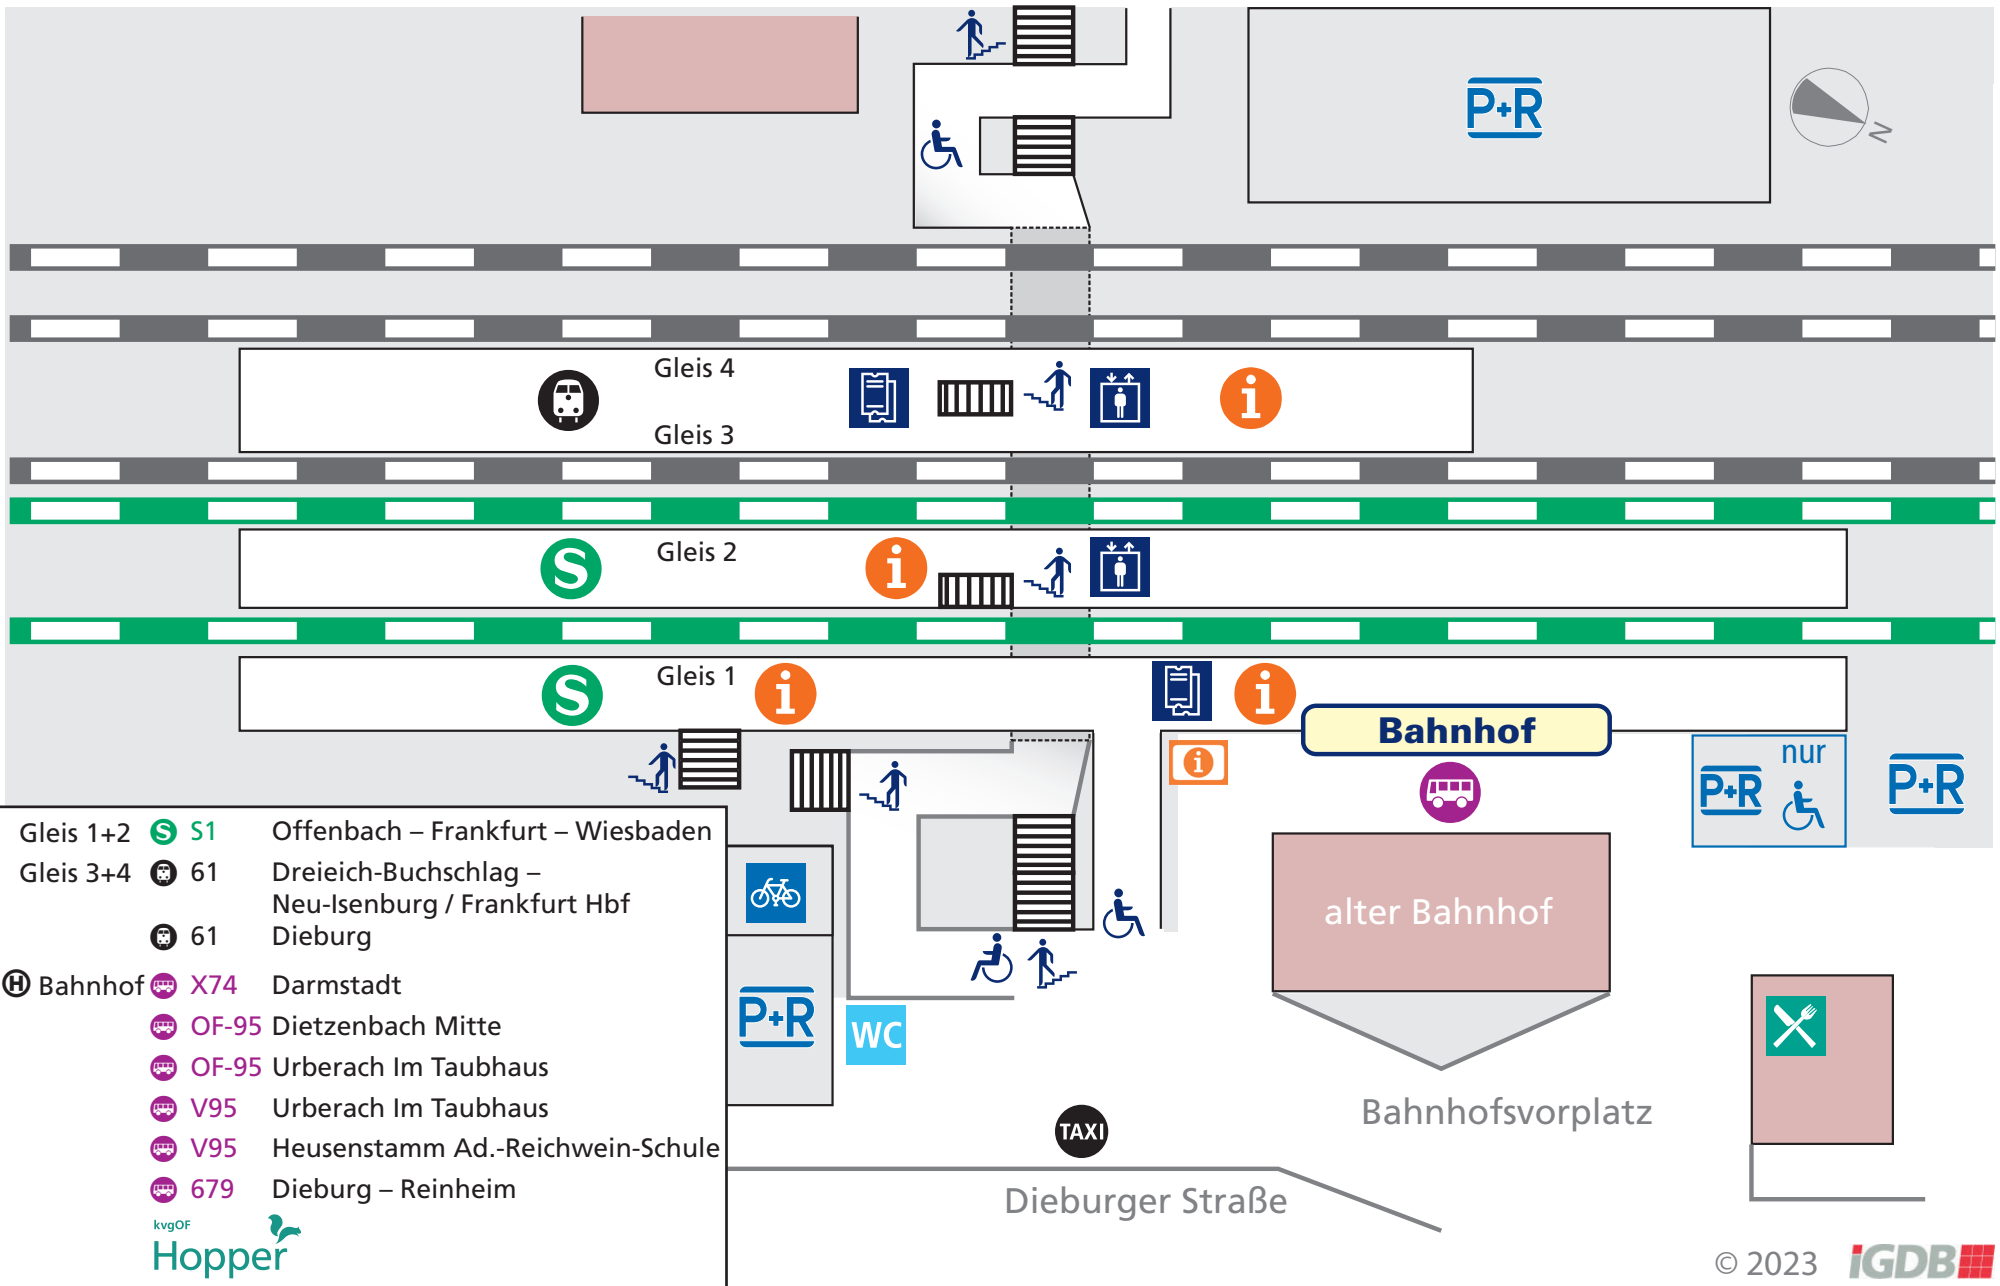 P+R
N
Gleis 4
Gleis 3
Gleis 2
S
Gleis 1
S
Bahnhof
nur
P+R
P+R
alter Bahnhof
P+R
WC
TAXI
Bahnhofsvorplatz
Dieburger Straße
Gleis 1+2 S S1 Offenbach – Frankfurt – Wiesbaden
Gleis 3+4 61 Dreieich-Buchschlag –
Neu-Isenburg / Frankfurt Hbf
61 Dieburg
H Bahnhof X74 Darmstadt
OF-95 Dietzenbach Mitte
OF-95 Urberach Im Taubhaus
V95 Urberach Im Taubhaus
V95 Heusenstamm Ad.-Reichwein-Schule
679 Dieburg – Reinheim
kvgOF
Hopper
© 2023 iGDB